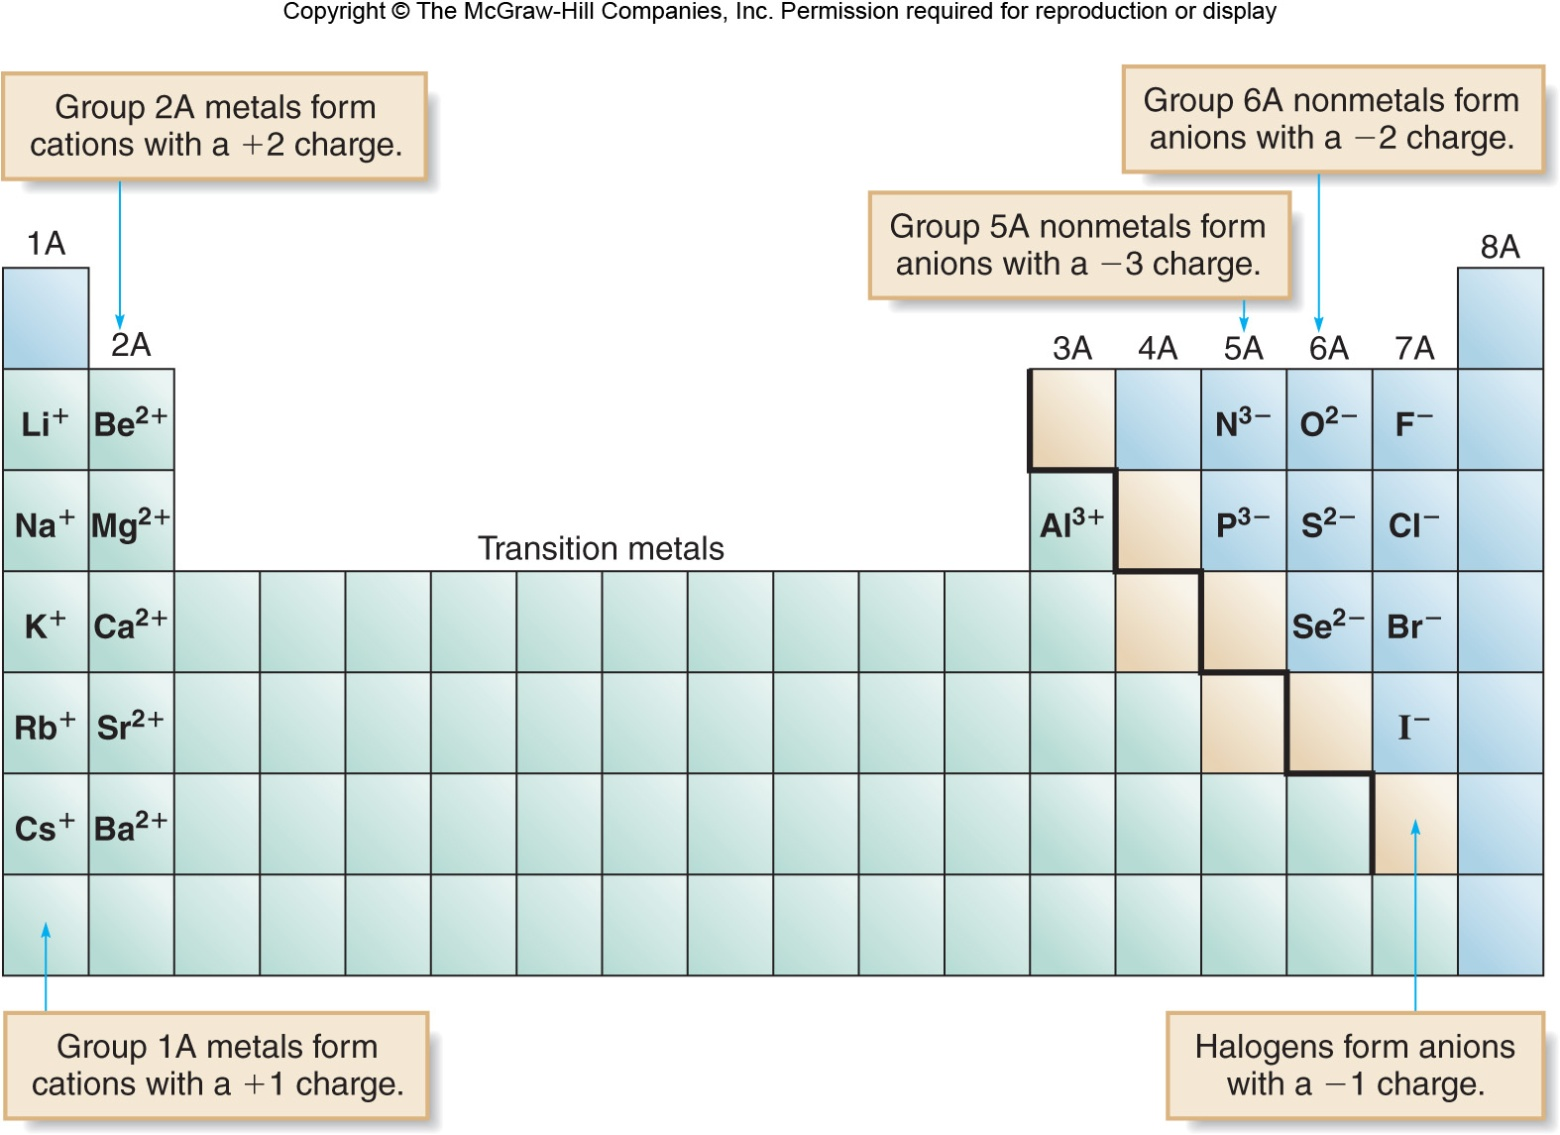 Copyright © The McGraw-Hill Companies, Inc. Permission required for reproduction or display
Group 2A metals form
cations with a +2 charge.
Group 6A nonmetals form
anions with a −2 charge.
Group 5A nonmetals form
anions with a −3 charge.
1A
8A
2A
3A 4A 5A 6A 7A
Li⁺ Be²⁺ N³⁻ O²⁻ F⁻
Na⁺ Mg²⁺ Al³⁺ P³⁻ S²⁻ Cl⁻
Transition metals
K⁺ Ca²⁺ Se²⁻ Br⁻
Rb⁺ Sr²⁺ I⁻
Cs⁺ Ba²⁺
Group 1A metals form
cations with a +1 charge.
Halogens form anions
with a −1 charge.